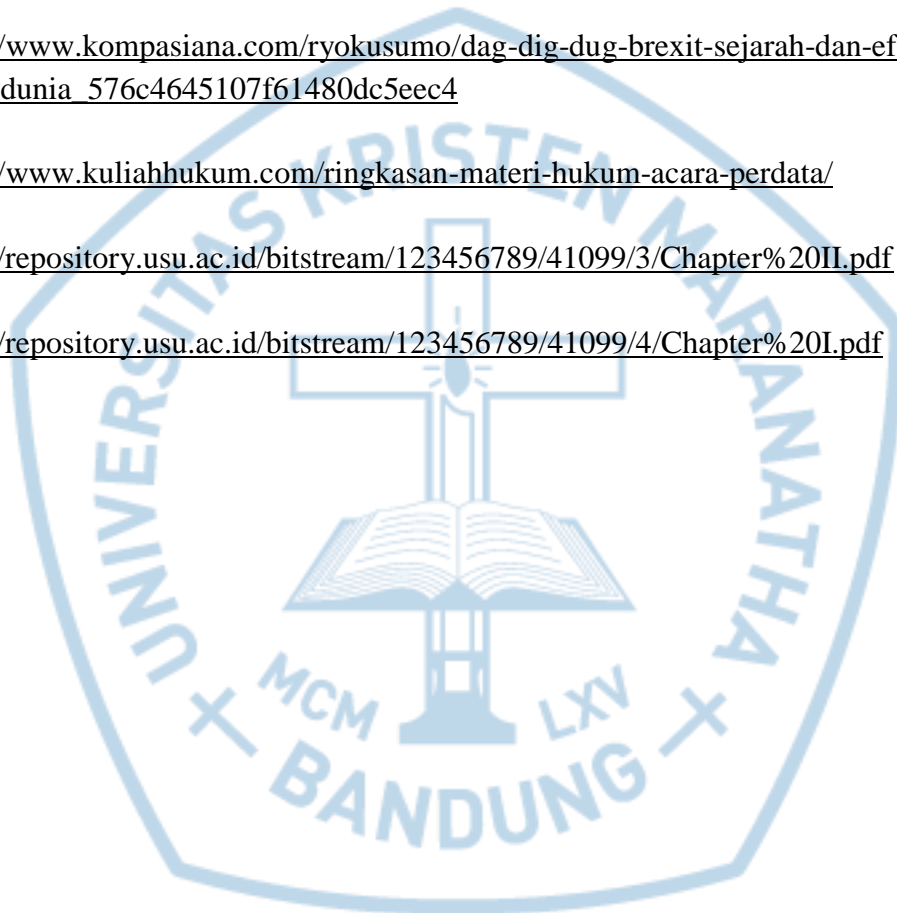 /www.kompasiana.com/ryokusumo/dag-dig-dug-brexit-sejarah-dan-ef
dunia_576c4645107f61480dc5eec4
/www.kuliahhukum.com/ringkasan-materi-hukum-acara-perdata/
/repository.usu.ac.id/bitstream/123456789/41099/3/Chapter%20II.pdf
/repository.usu.ac.id/bitstream/123456789/41099/4/Chapter%20I.pdf
UNIVERSITAS KRISTEN MARANATHA
MCM LXV
BANDUNG